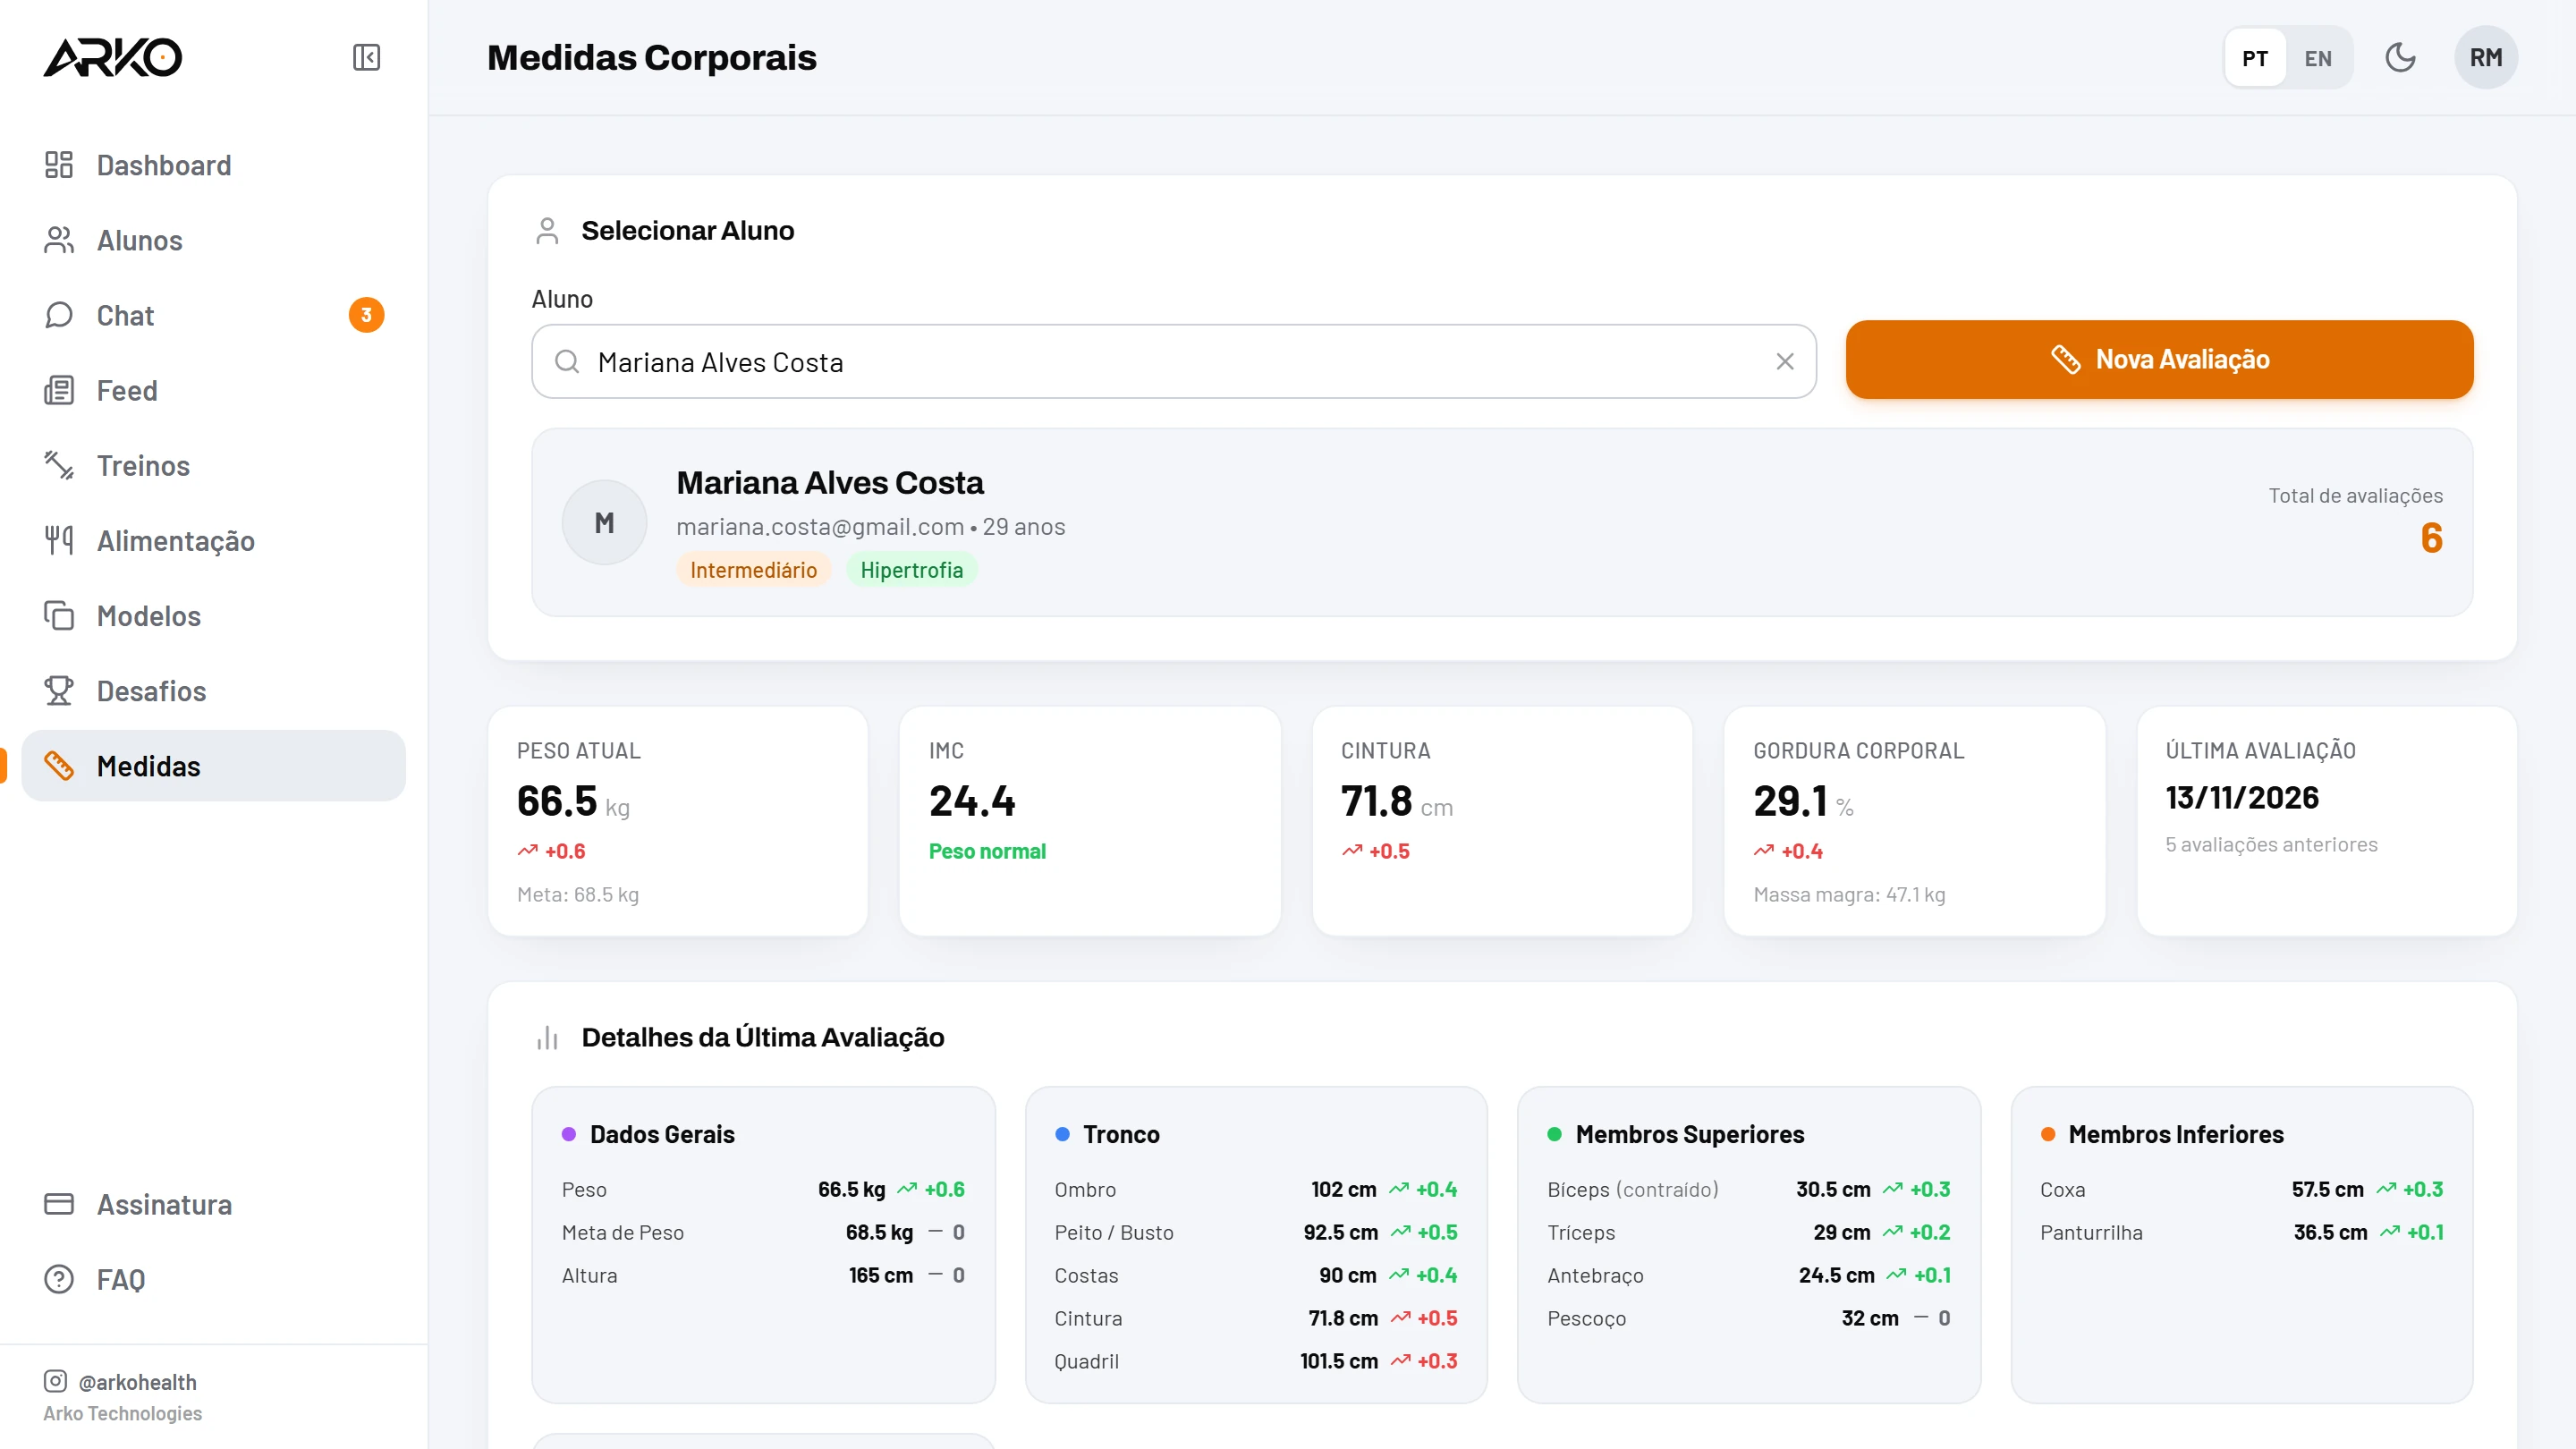 ARKO
Medidas Corporais
PT
EN
RM
Dashboard
Alunos
Chat
3
Feed
Treinos
Alimentação
Modelos
Desafios
Medidas
Assinatura
FAQ
@arkohealth
Arko Technologies
Selecionar Aluno
Aluno
Mariana Alves Costa
Nova Avaliação
M
Mariana Alves Costa
mariana.costa@gmail.com • 29 anos
Intermediário
Hipertrofia
Total de avaliações
6
PESO ATUAL
66.5 kg
+0.6
Meta: 68.5 kg
IMC
24.4
Peso normal
CINTURA
71.8 cm
+0.5
GORDURA CORPORAL
29.1 %
+0.4
Massa magra: 47.1 kg
ÚLTIMA AVALIAÇÃO
13/11/2026
5 avaliações anteriores
Detalhes da Última Avaliação
Dados Gerais
Peso 66.5 kg +0.6
Meta de Peso 68.5 kg — 0
Altura 165 cm — 0
Tronco
Ombro 102 cm +0.4
Peito / Busto 92.5 cm +0.5
Costas 90 cm +0.4
Cintura 71.8 cm +0.5
Quadril 101.5 cm +0.3
Membros Superiores
Bíceps (contraído) 30.5 cm +0.3
Tríceps 29 cm +0.2
Antebraço 24.5 cm +0.1
Pescoço 32 cm — 0
Membros Inferiores
Coxa 57.5 cm +0.3
Panturrilha 36.5 cm +0.1